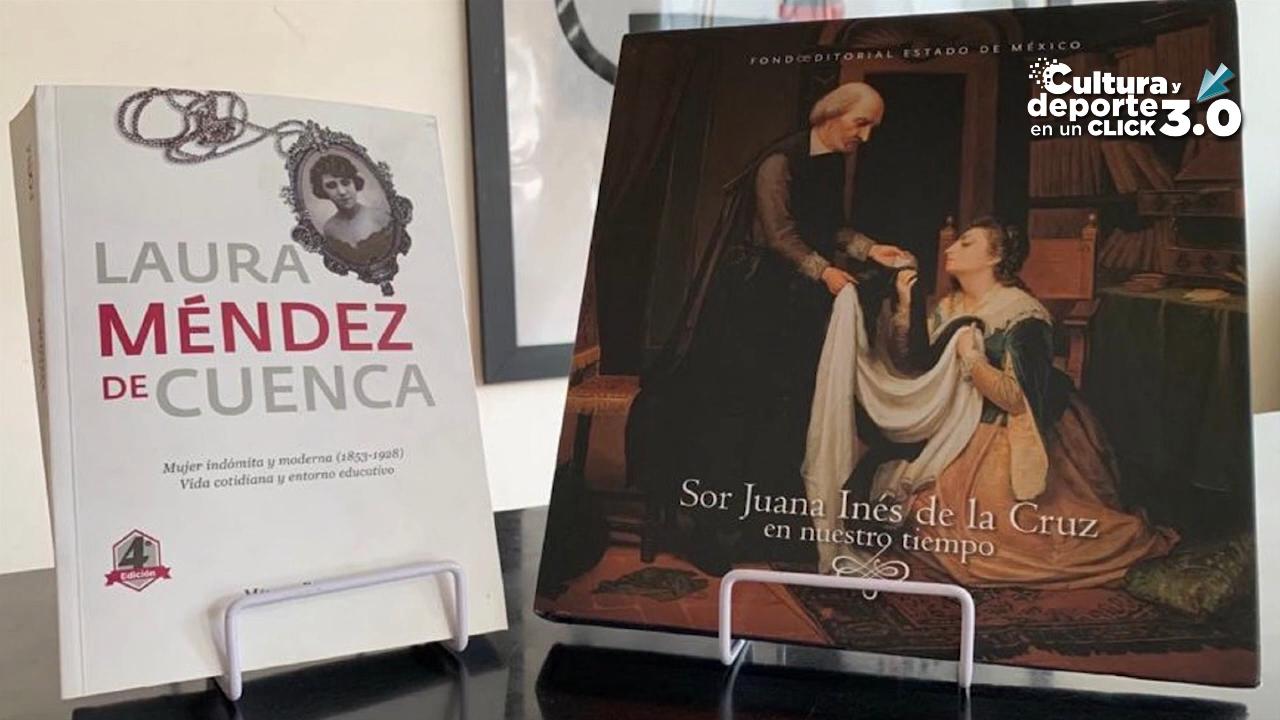 LAURA
MÉNDEZ
DE CUENCA
Mujer indómita y moderna (1853-1928)
Vida cotidiana y entorno educativo
4ª
Edición
FONDO EDITORIAL ESTADO DE MÉXICO
Sor Juana Inés de la Cruz
en nuestro tiempo
Cultura y
deporte 3.0
en un CLICK